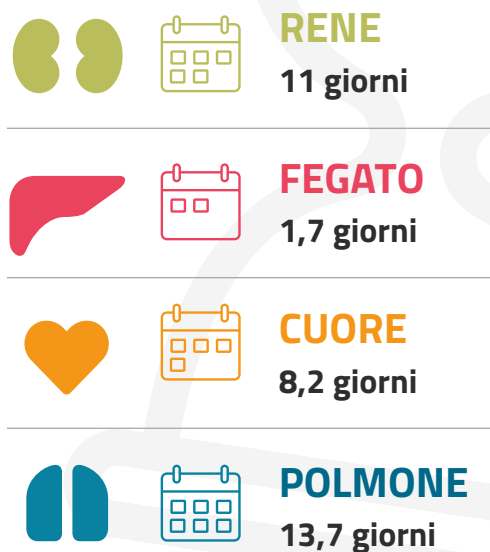 RENE
11 giorni
FEGATO
1,7 giorni
CUORE
8,2 giorni
POLMONE
13,7 giorni